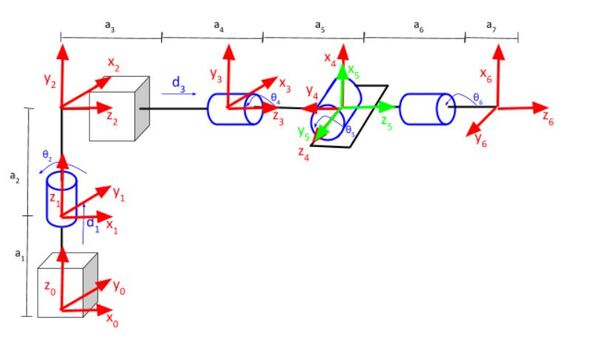 a3 a4 a5 a6 a7
x4 x5
y2 x2 y3 x3 y4 x6
d3 θ4 θ6
z2 z3 z5 z6
y5 θ5 y6
z4
a2 θ2
z1 y1
d1 x1
a1
z0 y0
x0